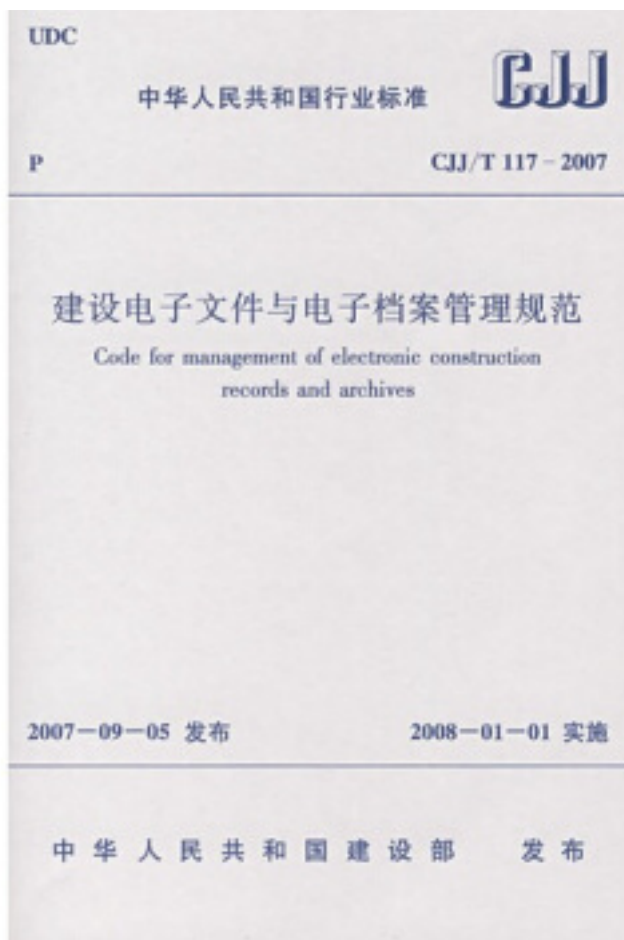 UDC
CJJ
中华人民共和国行业标准
P
CJJ/T 117－2007
建设电子文件与电子档案管理规范
Code for management of electronic construction
records and archives
2007－09－05 发布
2008－01－01 实施
中华人民共和国建设部 发布